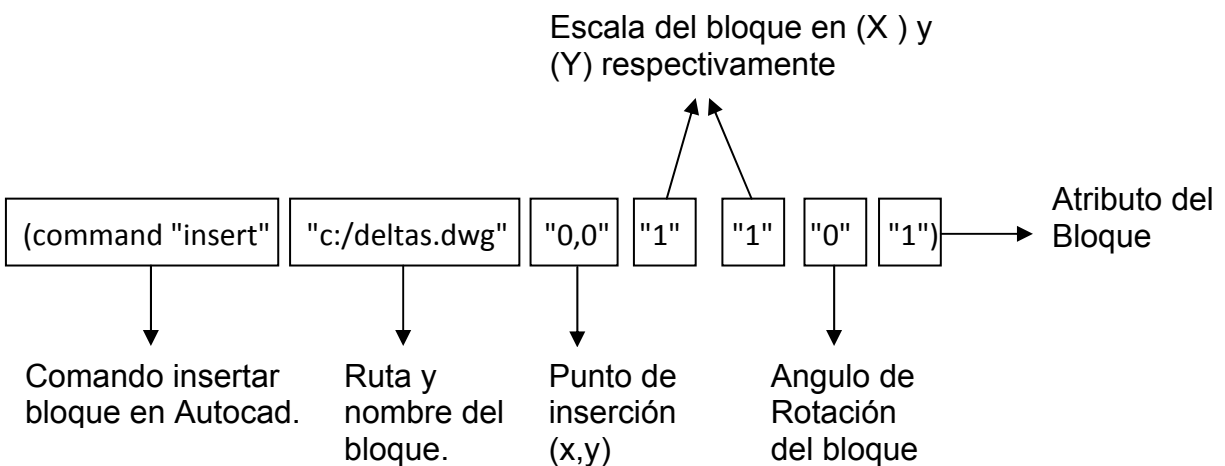 Escala del bloque en (X ) y
(Y) respectivamente
(command "insert" "c:/deltas.dwg" "0,0" "1" "1" "0" "1")
Atributo del
Bloque
Comando insertar
bloque en Autocad.
Ruta y
nombre del
bloque.
Punto de
inserción
(x,y)
Angulo de
Rotación
del bloque